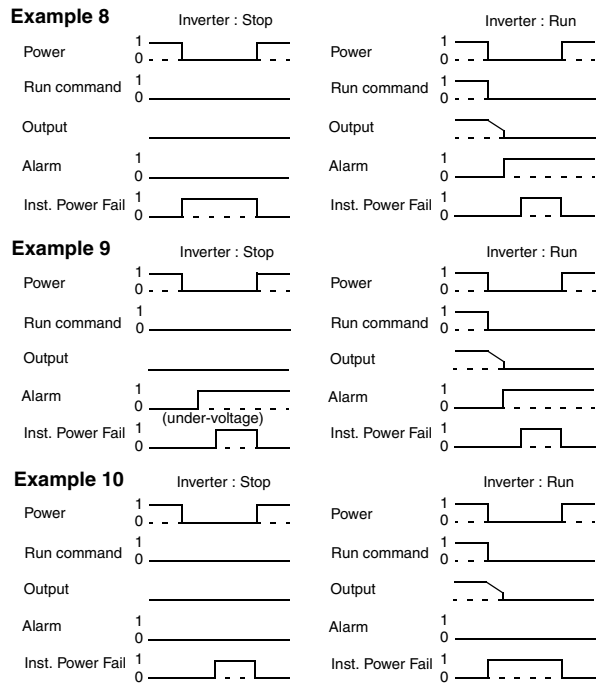 Example 8
Inverter : Stop
Inverter : Run
Power 1 0
Power 1 0
Run command 1 0
Run command 1 0
Output
Output
Alarm 1 0
Alarm 1 0
Inst. Power Fail 1 0
Inst. Power Fail 1 0
Example 9
Inverter : Stop
Inverter : Run
Power 1 0
Power 1 0
Run command 1 0
Run command 1 0
Output
Output
Alarm 1 0
Alarm 1 0
(under-voltage)
Inst. Power Fail 1 0
Inst. Power Fail 1 0
Example 10
Inverter : Stop
Inverter : Run
Power 1 0
Power 1 0
Run command 1 0
Run command 1 0
Output
Output
Alarm 1 0
Alarm 1 0
Inst. Power Fail 1 0
Inst. Power Fail 1 0